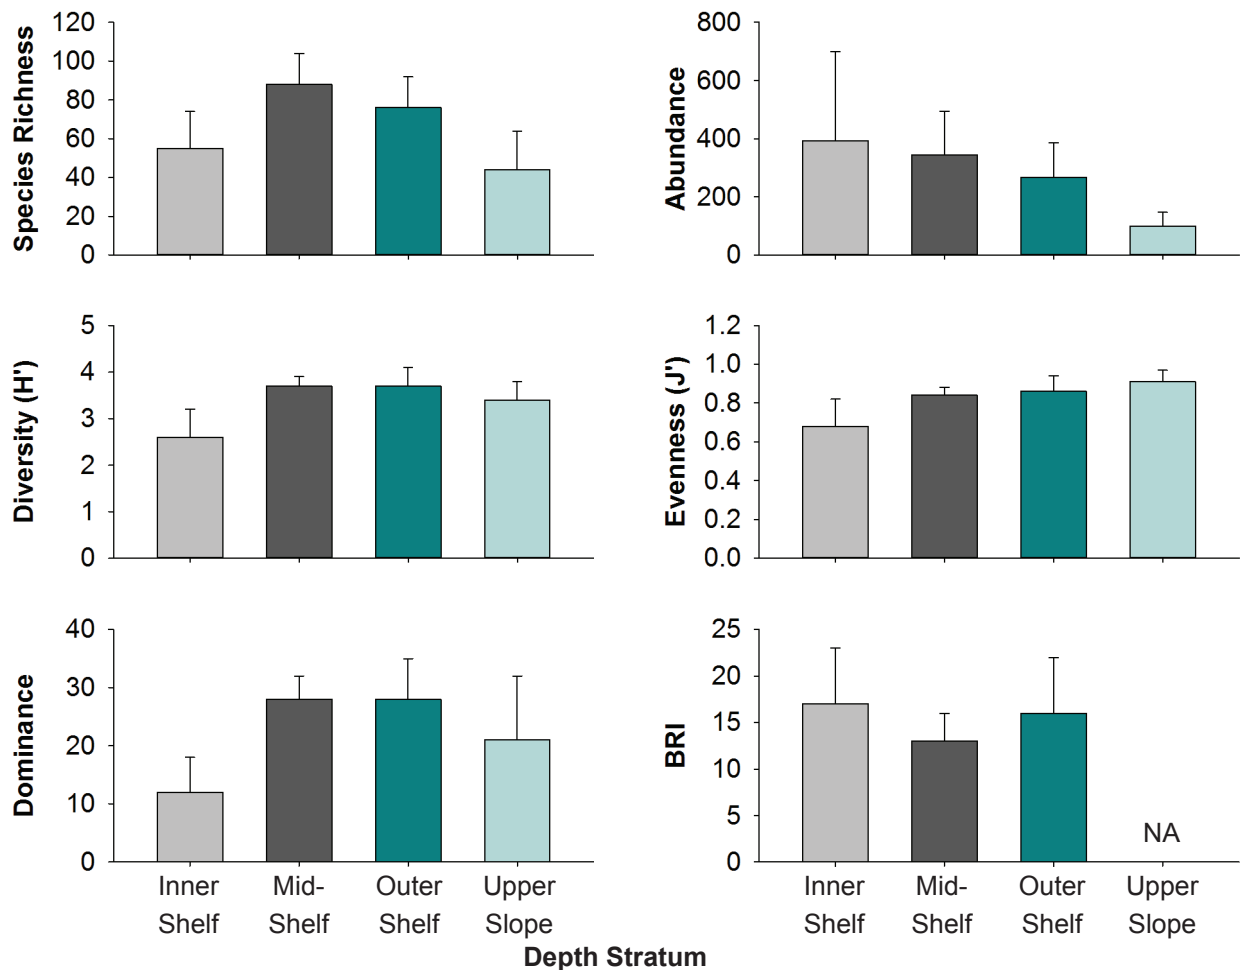 Species Richness
120
100
80
60
40
20
0
Abundance
800
600
400
200
0
Diversity (H')
5
4
3
2
1
0
Evenness (J')
1.2
1.0
0.8
0.6
0.4
0.2
0.0
Dominance
40
30
20
10
0
BRI
25
20
15
10
5
0
NA
Inner
Shelf
Mid-
Shelf
Outer
Shelf
Upper
Slope
Inner
Shelf
Mid-
Shelf
Outer
Shelf
Upper
Slope
Depth Stratum